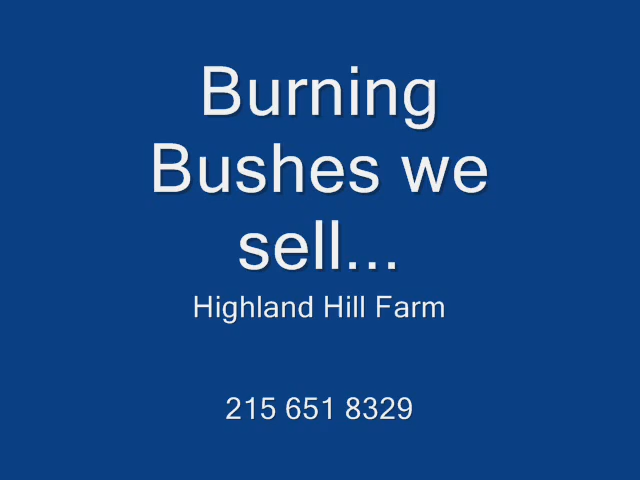 Burning
Bushes we
sell...
Highland Hill Farm
215 651 8329